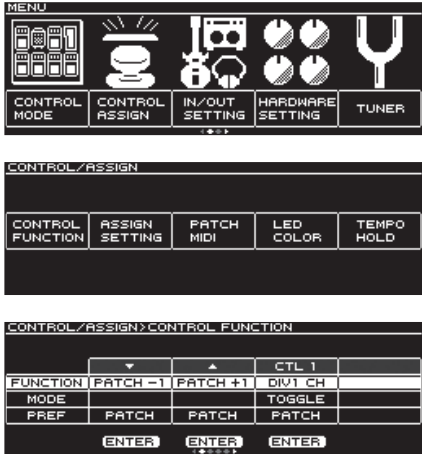 MENU
CONTROL MODE
CONTROL ASSIGN
IN/OUT SETTING
HARDWARE SETTING
TUNER
CONTROL/ASSIGN
CONTROL FUNCTION
ASSIGN SETTING
PATCH MIDI
LED COLOR
TEMPO HOLD
CONTROL/ASSIGN>CONTROL FUNCTION
▼ ▲ CTL 1
FUNCTION PATCH -1 PATCH +1 DIV1 CH
MODE TOGGLE
PREF PATCH PATCH PATCH
ENTER ENTER ENTER